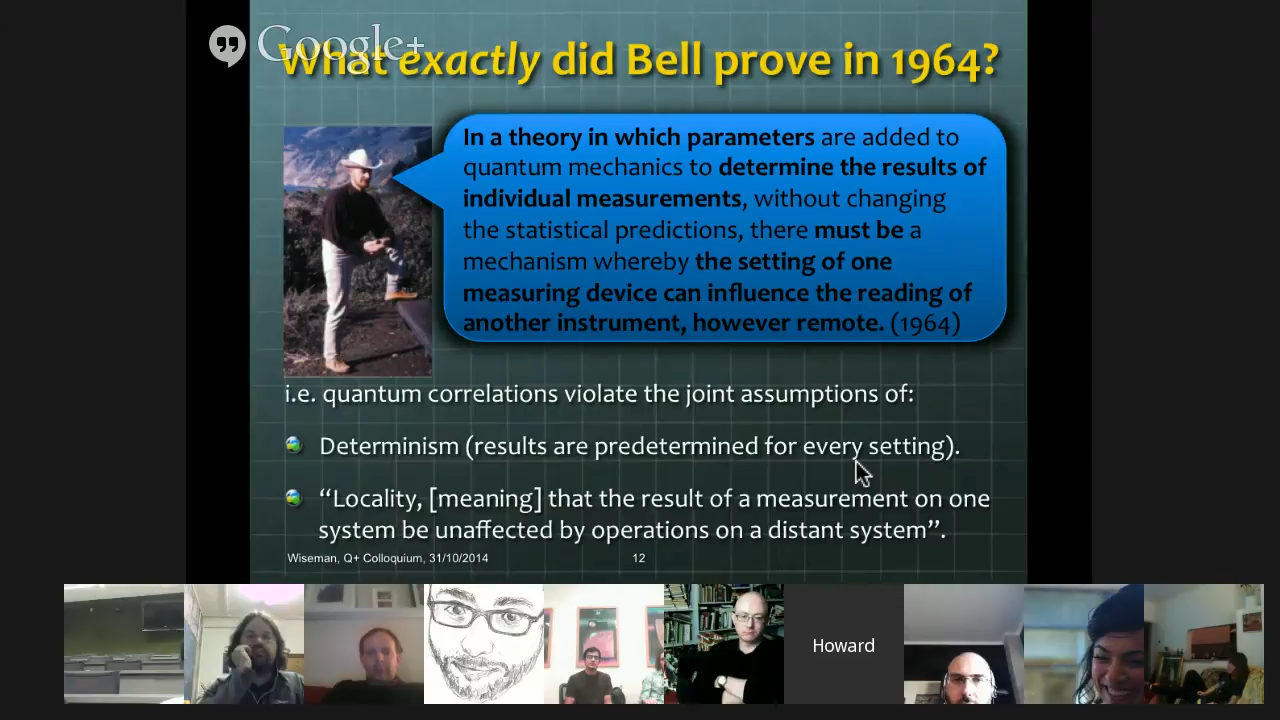 Google+
What exactly did Bell prove in 1964?
In a theory in which parameters are added to
quantum mechanics to determine the results of
individual measurements, without changing
the statistical predictions, there must be a
mechanism whereby the setting of one
measuring device can influence the reading of
another instrument, however remote. (1964)
i.e. quantum correlations violate the joint assumptions of:
Determinism (results are predetermined for every setting).
“Locality, [meaning] that the result of a measurement on one
system be unaffected by operations on a distant system”.
Wiseman, Q+ Colloquium, 31/10/2014 12
Howard